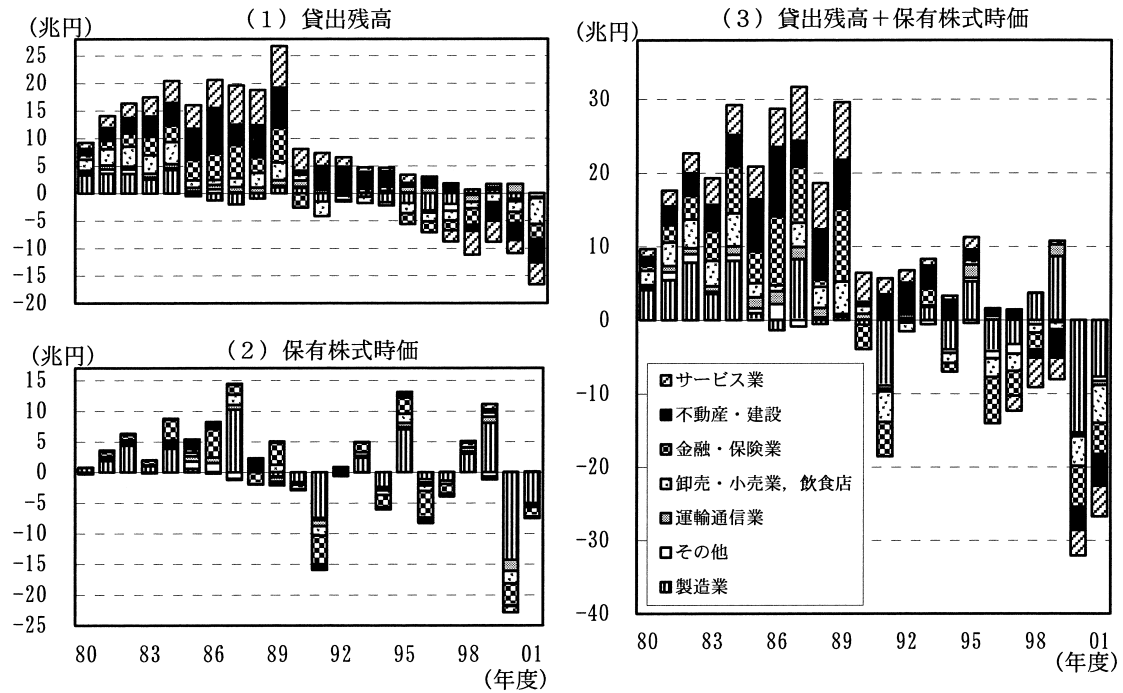 (1)貸出残高
(兆円)
25
20
15
10
5
0
-5
-10
-15
-20
(2)保有株式時価
(兆円)
15
10
5
0
-5
-10
-15
-20
-25
80 83 86 89 92 95 98 01
(年度)
(3)貸出残高+保有株式時価
(兆円)
30
20
10
0
-10
-20
-30
-40
サービス業
不動産・建設
金融・保険業
卸売・小売業,飲食店
運輸通信業
その他
製造業
80 83 86 89 92 95 98 01
(年度)